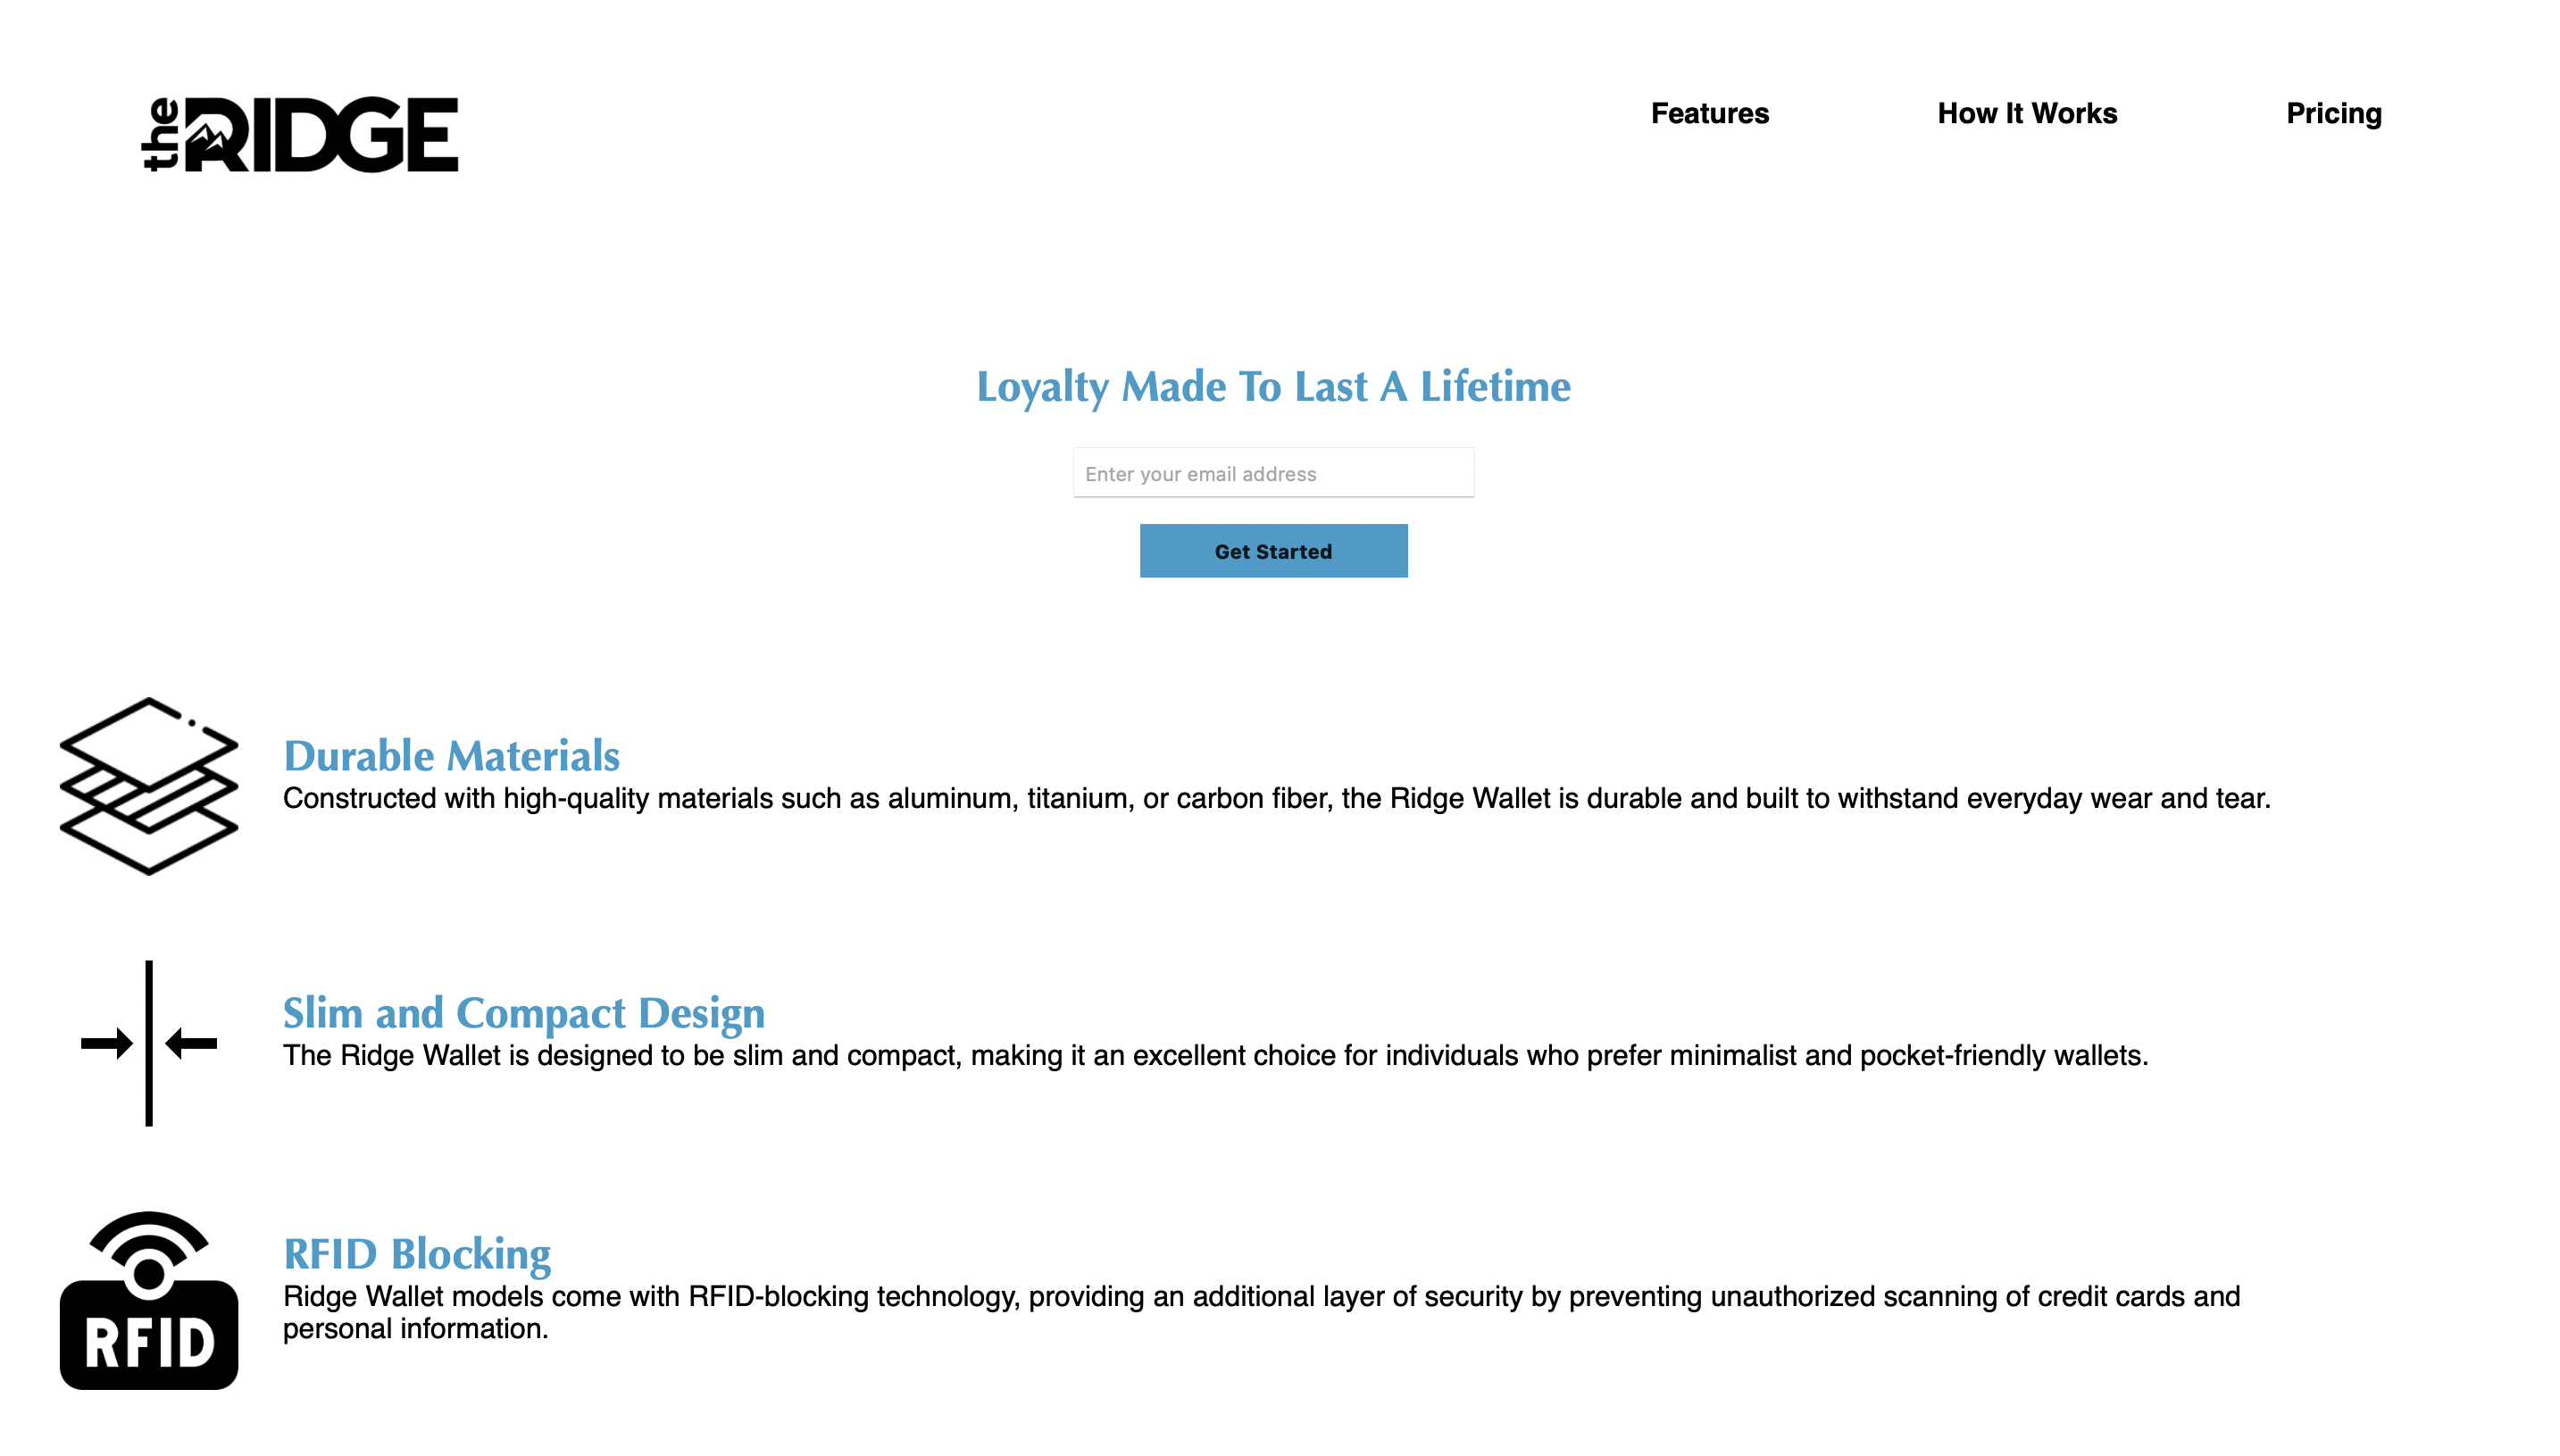 the RIDGE
Features
How It Works
Pricing
Loyalty Made To Last A Lifetime
Enter your email address
Get Started
Durable Materials
Constructed with high-quality materials such as aluminum, titanium, or carbon fiber, the Ridge Wallet is durable and built to withstand everyday wear and tear.
Slim and Compact Design
The Ridge Wallet is designed to be slim and compact, making it an excellent choice for individuals who prefer minimalist and pocket-friendly wallets.
RFID
RFID Blocking
Ridge Wallet models come with RFID-blocking technology, providing an additional layer of security by preventing unauthorized scanning of credit cards and
personal information.